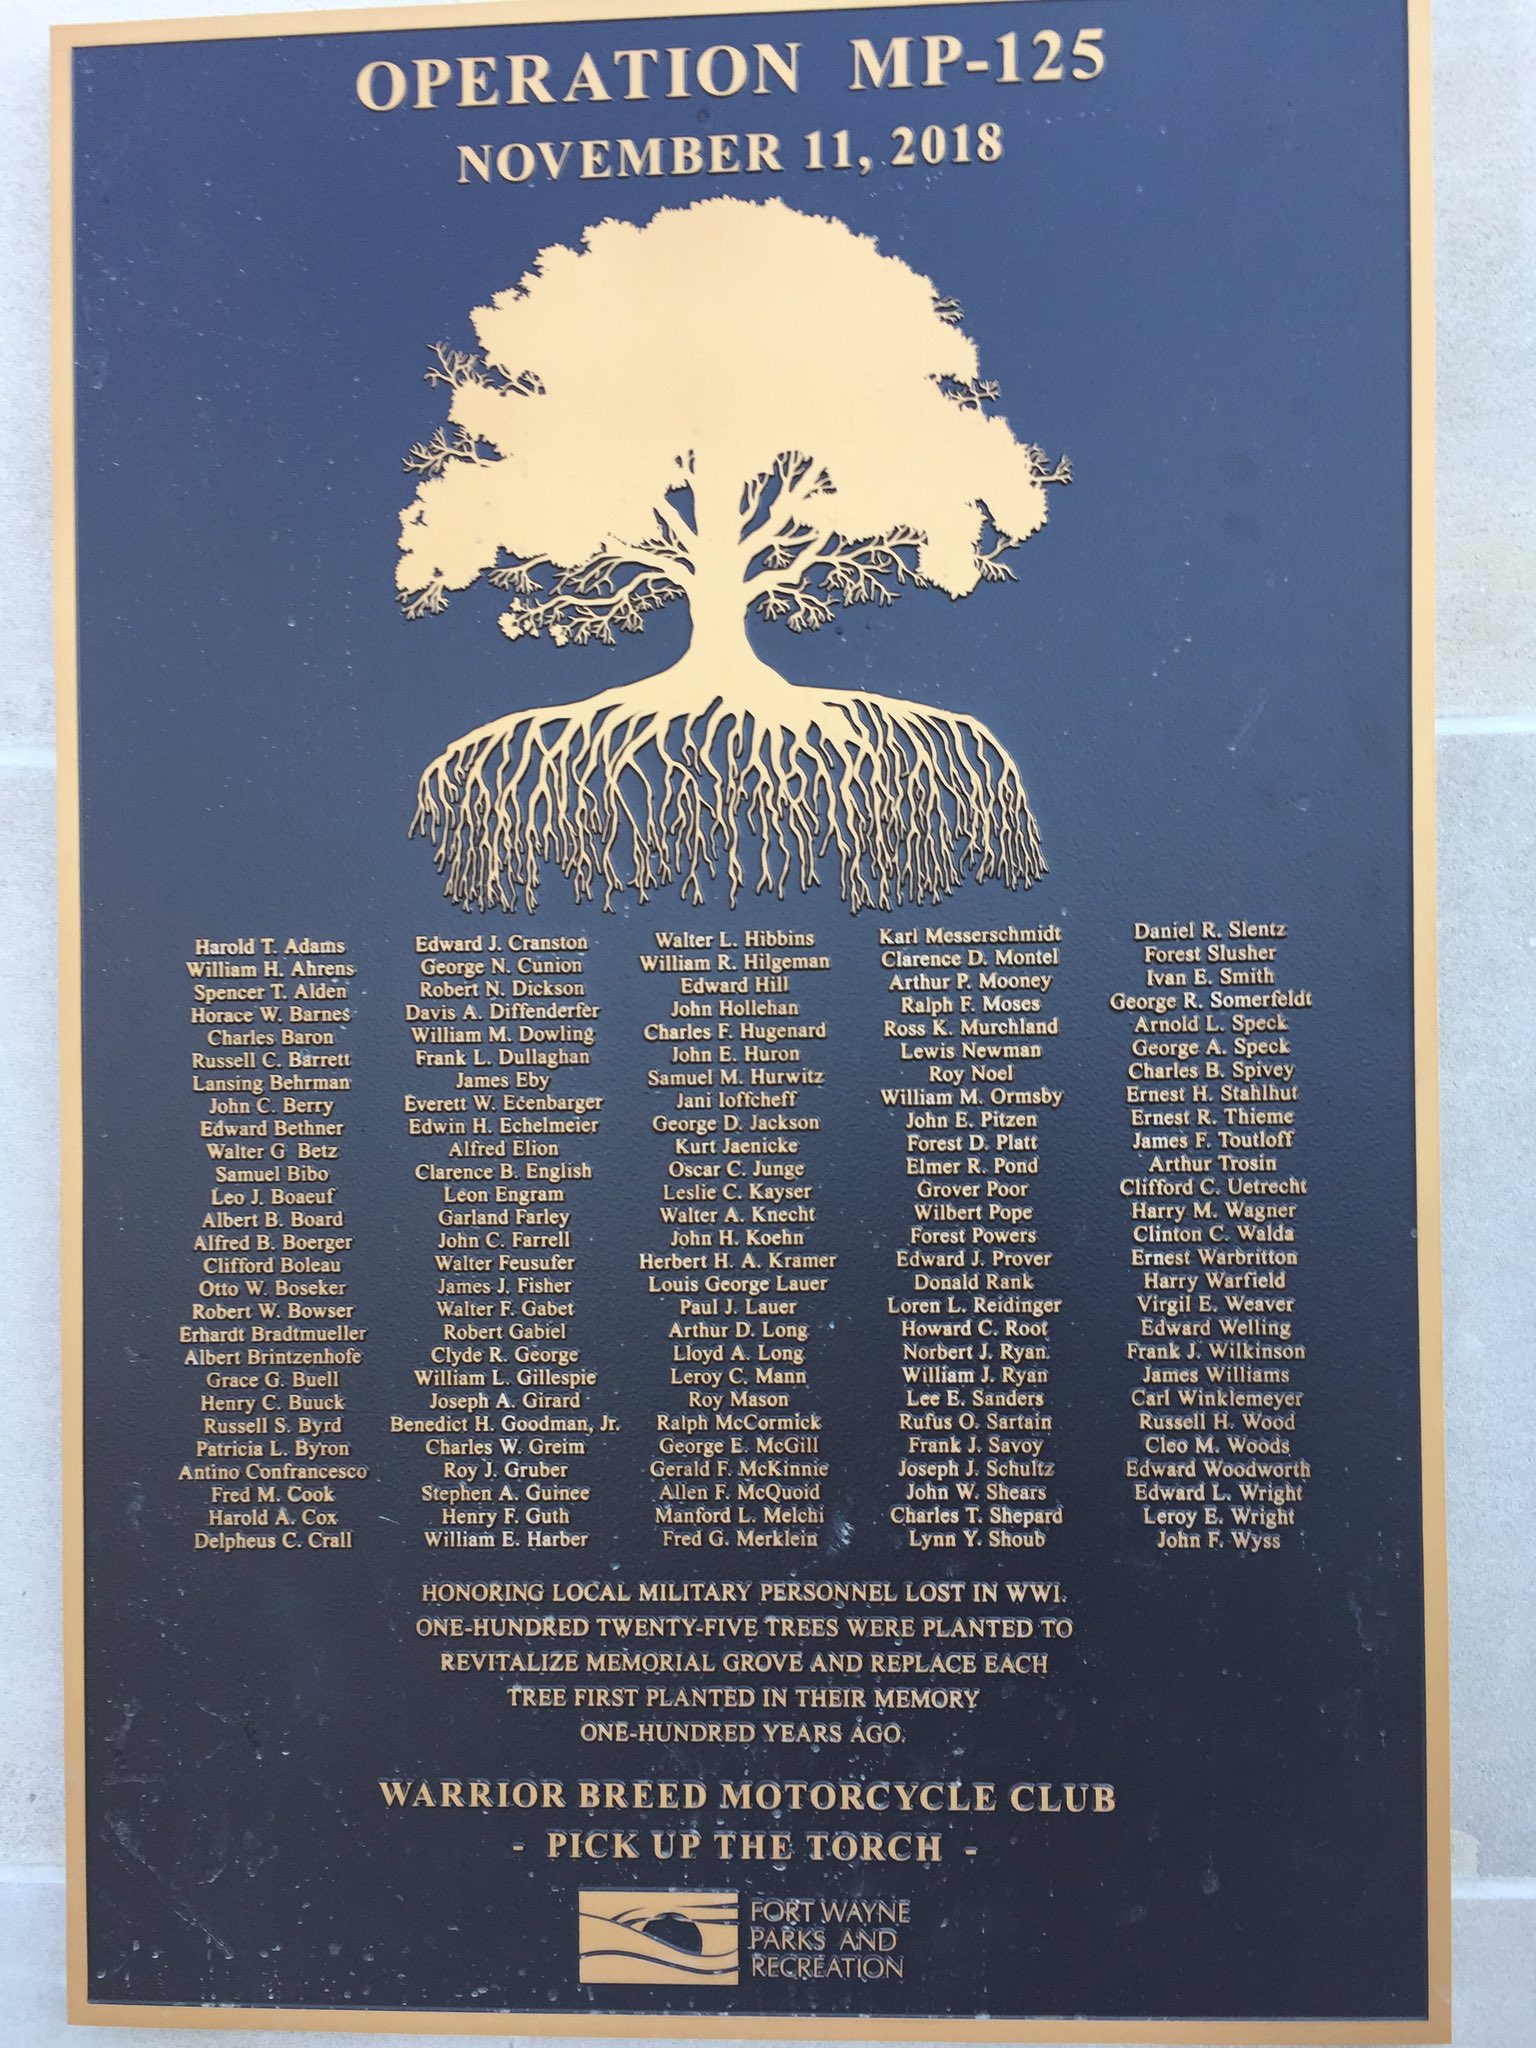 OPERATION MP-125
NOVEMBER 11, 2018
Harold T. Adams
William H. Ahrens
Spencer T. Alden
Horace W. Barnes
Charles Baron
Russell C. Barrett
Lansing Behrman
John C. Berry
Edward Bethner
Walter G Betz
Samuel Bibo
Leo J. Boaeuf
Albert B. Board
Alfred B. Boerger
Clifford Boleau
Otto W. Boseker
Robert W. Bowser
Erhardt Bradtmueller
Albert Brintzenhofe
Grace G. Buell
Henry C. Buuck
Russell S. Byrd
Patricia L. Byron
Antino Confrancesco
Fred M. Cook
Harold A. Cox
Delpheus C. Crall
Edward J. Cranston
George N. Cunion
Robert N. Dickson
Davis A. Diffenderfer
William M. Dowling
Frank L. Dullaghan
James Eby
Everett W. Ecenbarger
Edwin H. Echelmeier
Alfred Elion
Clarence B. English
Leon Engram
Garland Farley
John C. Farrell
Walter Feusufer
James J. Fisher
Walter F. Gabet
Robert Gabiel
Clyde R. George
William L. Gillespie
Joseph A. Girard
Benedict H. Goodman, Jr.
Charles W. Greim
Roy J. Gruber
Stephen A. Guinee
Henry F. Guth
William E. Harber
Walter L. Hibbins
William R. Hilgeman
Edward Hill
John Hollehan
Charles F. Hugenard
John E. Huron
Samuel M. Hurwitz
Jani Ioffcheff
George D. Jackson
Kurt Jaenicke
Oscar C. Junge
Leslie C. Kayser
Walter A. Knecht
John H. Koehn
Herbert H. A. Kramer
Louis George Lauer
Paul J. Lauer
Arthur D. Long
Lloyd A. Long
Leroy C. Mann
Roy Mason
Ralph McCormick
George E. McGill
Gerald F. McKinnie
Allen F. McQuoid
Manford L. Melchi
Fred G. Merklein
Karl Messerschmidt
Clarence D. Montel
Arthur P. Mooney
Ralph F. Moses
Ross K. Murchland
Lewis Newman
Roy Noel
William M. Ormsby
John E. Pitzen
Forest D. Platt
Elmer R. Pond
Grover Poor
Wilbert Pope
Forest Powers
Edward J. Prover
Donald Rank
Loren L. Reidinger
Howard C. Root
Norbert J. Ryan
William J. Ryan
Lee E. Sanders
Rufus O. Sartain
Frank J. Savoy
Joseph J. Schultz
John W. Shears
Charles T. Shepard
Lynn Y. Shoub
Daniel R. Slentz
Forest Slusher
Ivan E. Smith
George R. Somerfeldt
Arnold L. Speck
George A. Speck
Charles B. Spivey
Ernest H. Stahlhut
Ernest R. Thieme
James F. Toutloff
Arthur Trosin
Clifford C. Uetrecht
Harry M. Wagner
Clinton C. Walda
Ernest Warbritton
Harry Warfield
Virgil E. Weaver
Edward Welling
Frank J. Wilkinson
James Williams
Carl Winklemeyer
Russell H. Wood
Cleo M. Woods
Edward Woodworth
Edward L. Wright
Leroy E. Wright
John F. Wyss
HONORING LOCAL MILITARY PERSONNEL LOST IN WWI.
ONE-HUNDRED TWENTY-FIVE TREES WERE PLANTED TO
REVITALIZE MEMORIAL GROVE AND REPLACE EACH
TREE FIRST PLANTED IN THEIR MEMORY
ONE-HUNDRED YEARS AGO.
WARRIOR BREED MOTORCYCLE CLUB
- PICK UP THE TORCH -
FORT WAYNE
PARKS AND
RECREATION